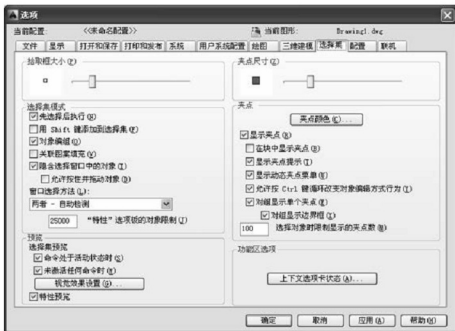 选项
当前配置: <<未命名配置>> 当前图形: Drawing1.dwg
文件 显示 打开和保存 打印和发布 系统 用户系统配置 绘图 三维建模 选择集 配置 联机
拾取框大小(P)
夹点尺寸(Z)
选择集模式
先选择后执行(N)
用 Shift 键添加到选择集(F)
对象编组(O)
关联图案填充(V)
隐含选择窗口中的对象(I)
允许按住并拖动对象(D)
窗口选择方法(L):
两者 - 自动检测
25000 “特性”选项板的对象限制(J)
预览
选择集预览
命令处于活动状态时(S)
未激活任何命令时(W)
视觉效果设置(G)...
特性预览
夹点
夹点颜色(C)...
显示夹点(R)
在块中显示夹点(B)
显示夹点提示(T)
显示动态夹点菜单(U)
允许按 Ctrl 键循环改变对象编辑方式行为(Y)
对组显示单个夹点(E)
对组显示边界框(X)
100 选择对象时限制显示的夹点数(M)
功能区选项
上下文选项卡状态(A)...
确定 取消 应用(A) 帮助(H)